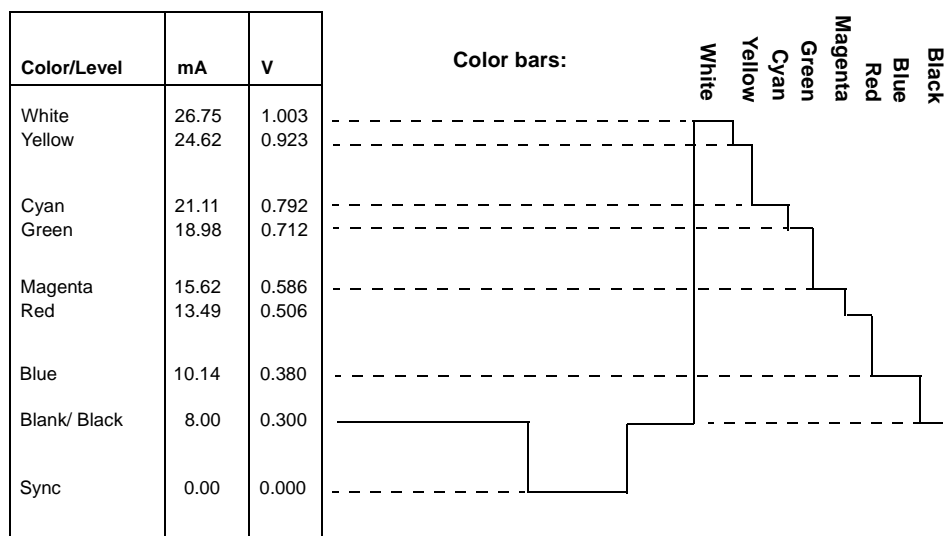 Color/Level mA V
White 26.75 1.003
Yellow 24.62 0.923
Cyan 21.11 0.792
Green 18.98 0.712
Magenta 15.62 0.586
Red 13.49 0.506
Blue 10.14 0.380
Blank/ Black 8.00 0.300
Sync 0.00 0.000
Color bars:
White
Yellow
Cyan
Green
Magenta
Red
Blue
Black